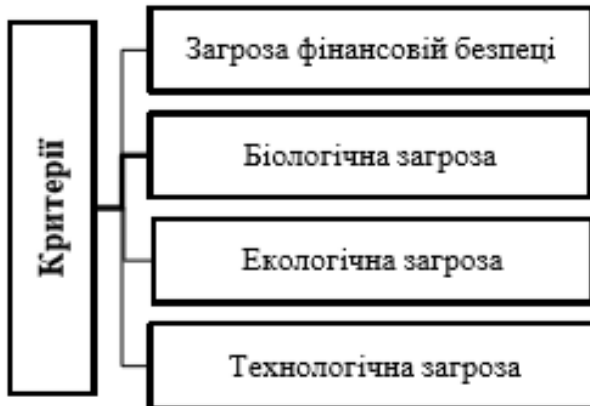 Критерії
Загроза фінансовій безпеці
Біологічна загроза
Екологічна загроза
Технологічна загроза